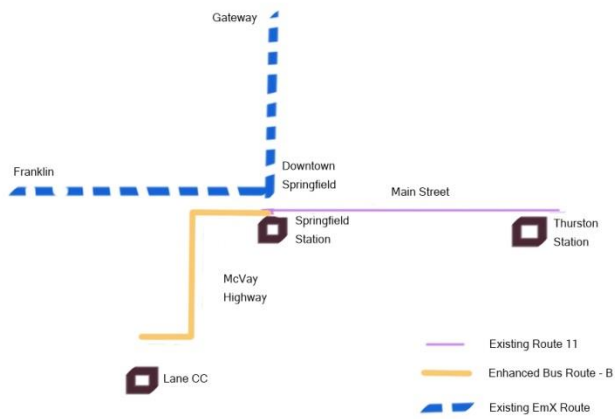 Gateway
Franklin
Downtown
Springfield
Main Street
Springfield
Station
Thurston
Station
McVay
Highway
Lane CC
Existing Route 11
Enhanced Bus Route - B
Existing EmX Route